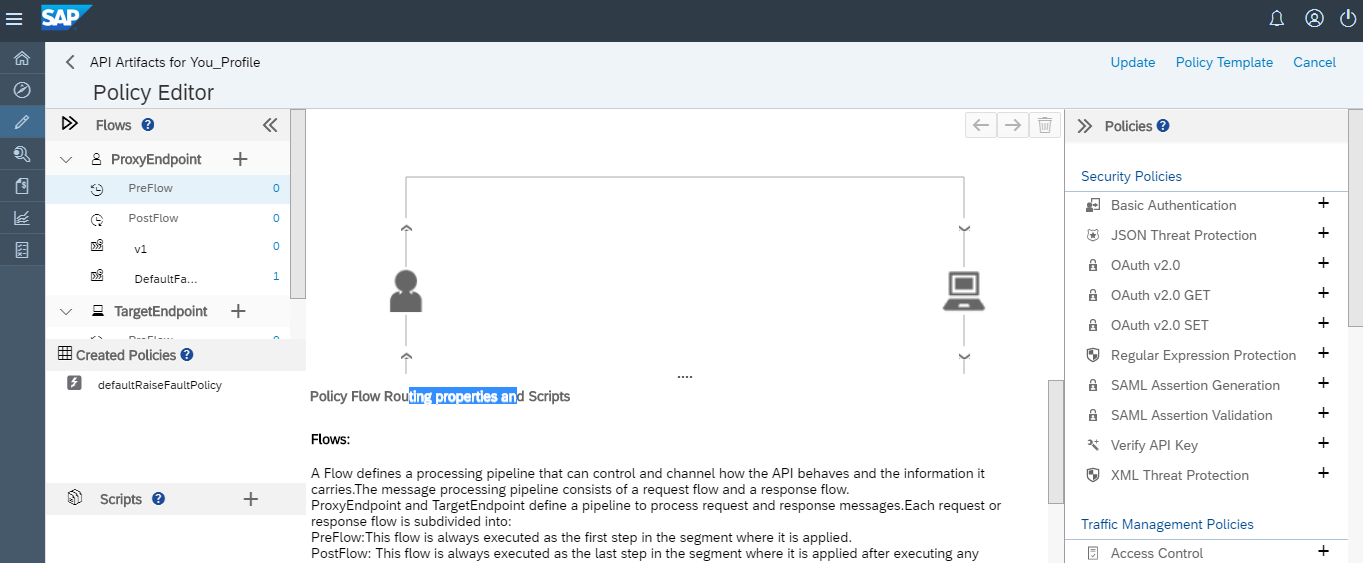 SAP
API Artifacts for You_Profile
Update Policy Template Cancel
Policy Editor
Flows ?
ProxyEndpoint +
PreFlow 0
PostFlow 0
v1 0
DefaultFa... 1
TargetEndpoint +
PreFlow 0
Created Policies ?
defaultRaiseFaultPolicy
Scripts ? +
....
Policy Flow Routing properties and Scripts
Flows:
A Flow defines a processing pipeline that can control and channel how the API behaves and the information it
carries.The message processing pipeline consists of a request flow and a response flow.
ProxyEndpoint and TargetEndpoint define a pipeline to process request and response messages.Each request or
response flow is subdivided into:
PreFlow:This flow is always executed as the first step in the segment where it is applied.
PostFlow: This flow is always executed as the last step in the segment where it is applied after executing any
Policies ?
Security Policies
Basic Authentication +
JSON Threat Protection +
OAuth v2.0 +
OAuth v2.0 GET +
OAuth v2.0 SET +
Regular Expression Protection +
SAML Assertion Generation +
SAML Assertion Validation +
Verify API Key +
XML Threat Protection +
Traffic Management Policies
Access Control +